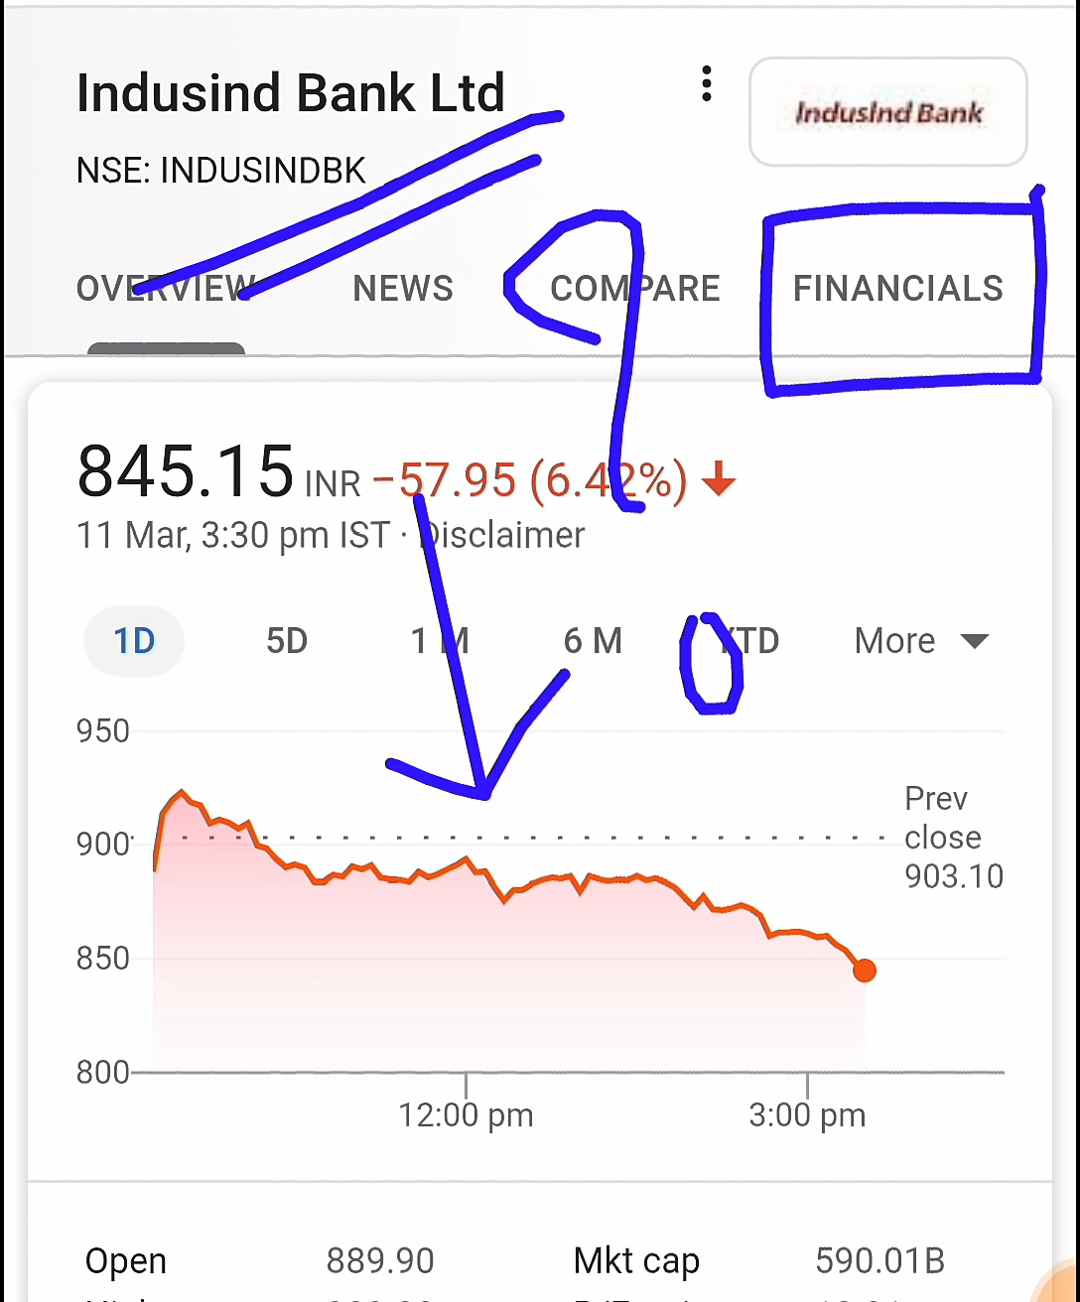 Indusind Bank Ltd
IndusInd Bank
NSE: INDUSINDBK
OVERVIEW NEWS COMPARE FINANCIALS
845.15 INR −57.95 (6.42%)
11 Mar, 3:30 pm IST · Disclaimer
1D 5D 1 M 6 M YTD More
950
900
850
800
Prev
close
903.10
12:00 pm 3:00 pm
Open 889.90 Mkt cap 590.01B